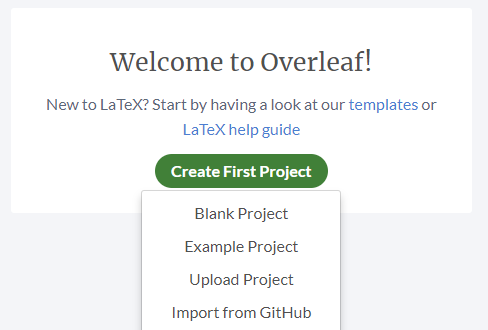 Welcome to Overleaf!
New to LaTeX? Start by having a look at our templates or
LaTeX help guide
Create First Project
Blank Project
Example Project
Upload Project
Import from GitHub